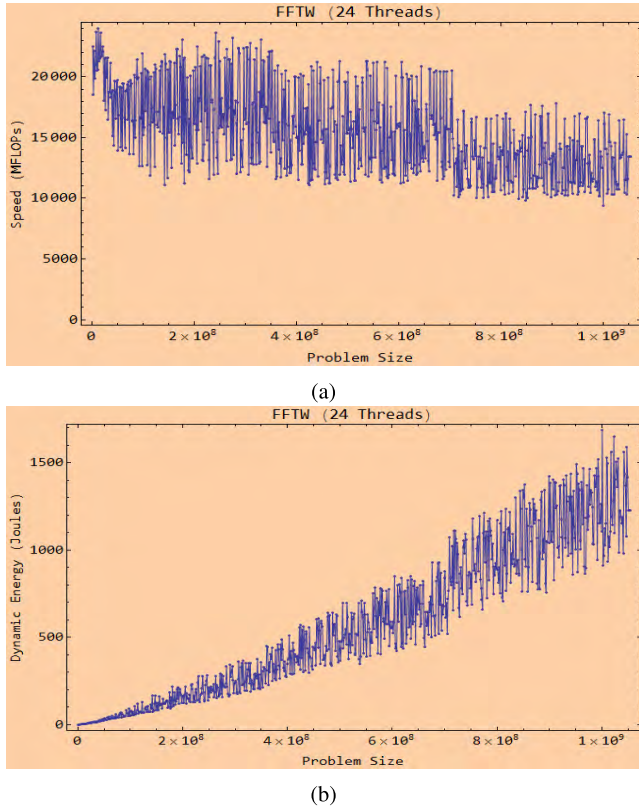 FFTW (24 Threads)
20000
15000
10000
5000
0
Speed (MFLOPs)
0
2×10⁸
4×10⁸
6×10⁸
8×10⁸
1×10⁹
Problem Size
(a)
FFTW (24 Threads)
1500
1000
500
0
Dynamic Energy (Joules)
0
2×10⁸
4×10⁸
6×10⁸
8×10⁸
1×10⁹
Problem Size
(b)